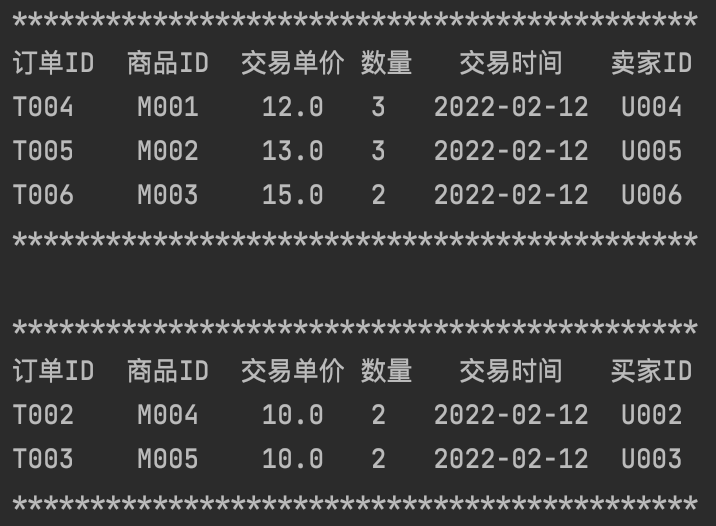 ********************************************
订单ID 商品ID 交易单价 数量 交易时间 卖家ID
T004 M001 12.0 3 2022-02-12 U004
T005 M002 13.0 3 2022-02-12 U005
T006 M003 15.0 2 2022-02-12 U006
********************************************
********************************************
订单ID 商品ID 交易单价 数量 交易时间 买家ID
T002 M004 10.0 2 2022-02-12 U002
T003 M005 10.0 2 2022-02-12 U003
********************************************